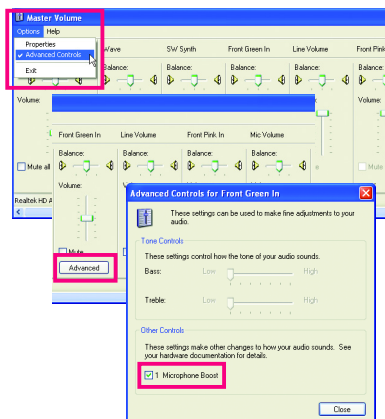 Master Volume
Options Help
Properties
Advanced Controls
Exit
Wave SW Synth Front Green In Line Volume Front Pink
Balance: Balance: Balance: Balance: Balance:
Volume:
Mute all
Mute
Realtek HD A
Front Green In Line Volume Front Pink In Mic Volume
Balance: Balance: Balance: Balance:
Volume:
Mute
Advanced
Advanced Controls for Front Green In
These settings can be used to make fine adjustments to your
audio.
Tone Controls
These settings control how the tone of your audio sounds.
Bass: Low High
Treble: Low High
Other Controls
These settings make other changes to how your audio sounds. See
your hardware documentation for details.
1 Microphone Boost
Close